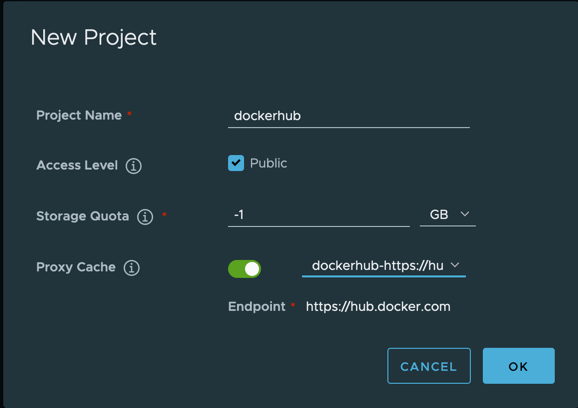 New Project
Project Name *
dockerhub
Access Level
Public
Storage Quota *
-1
GB
Proxy Cache
dockerhub-https://hu
Endpoint * https://hub.docker.com
CANCEL
OK